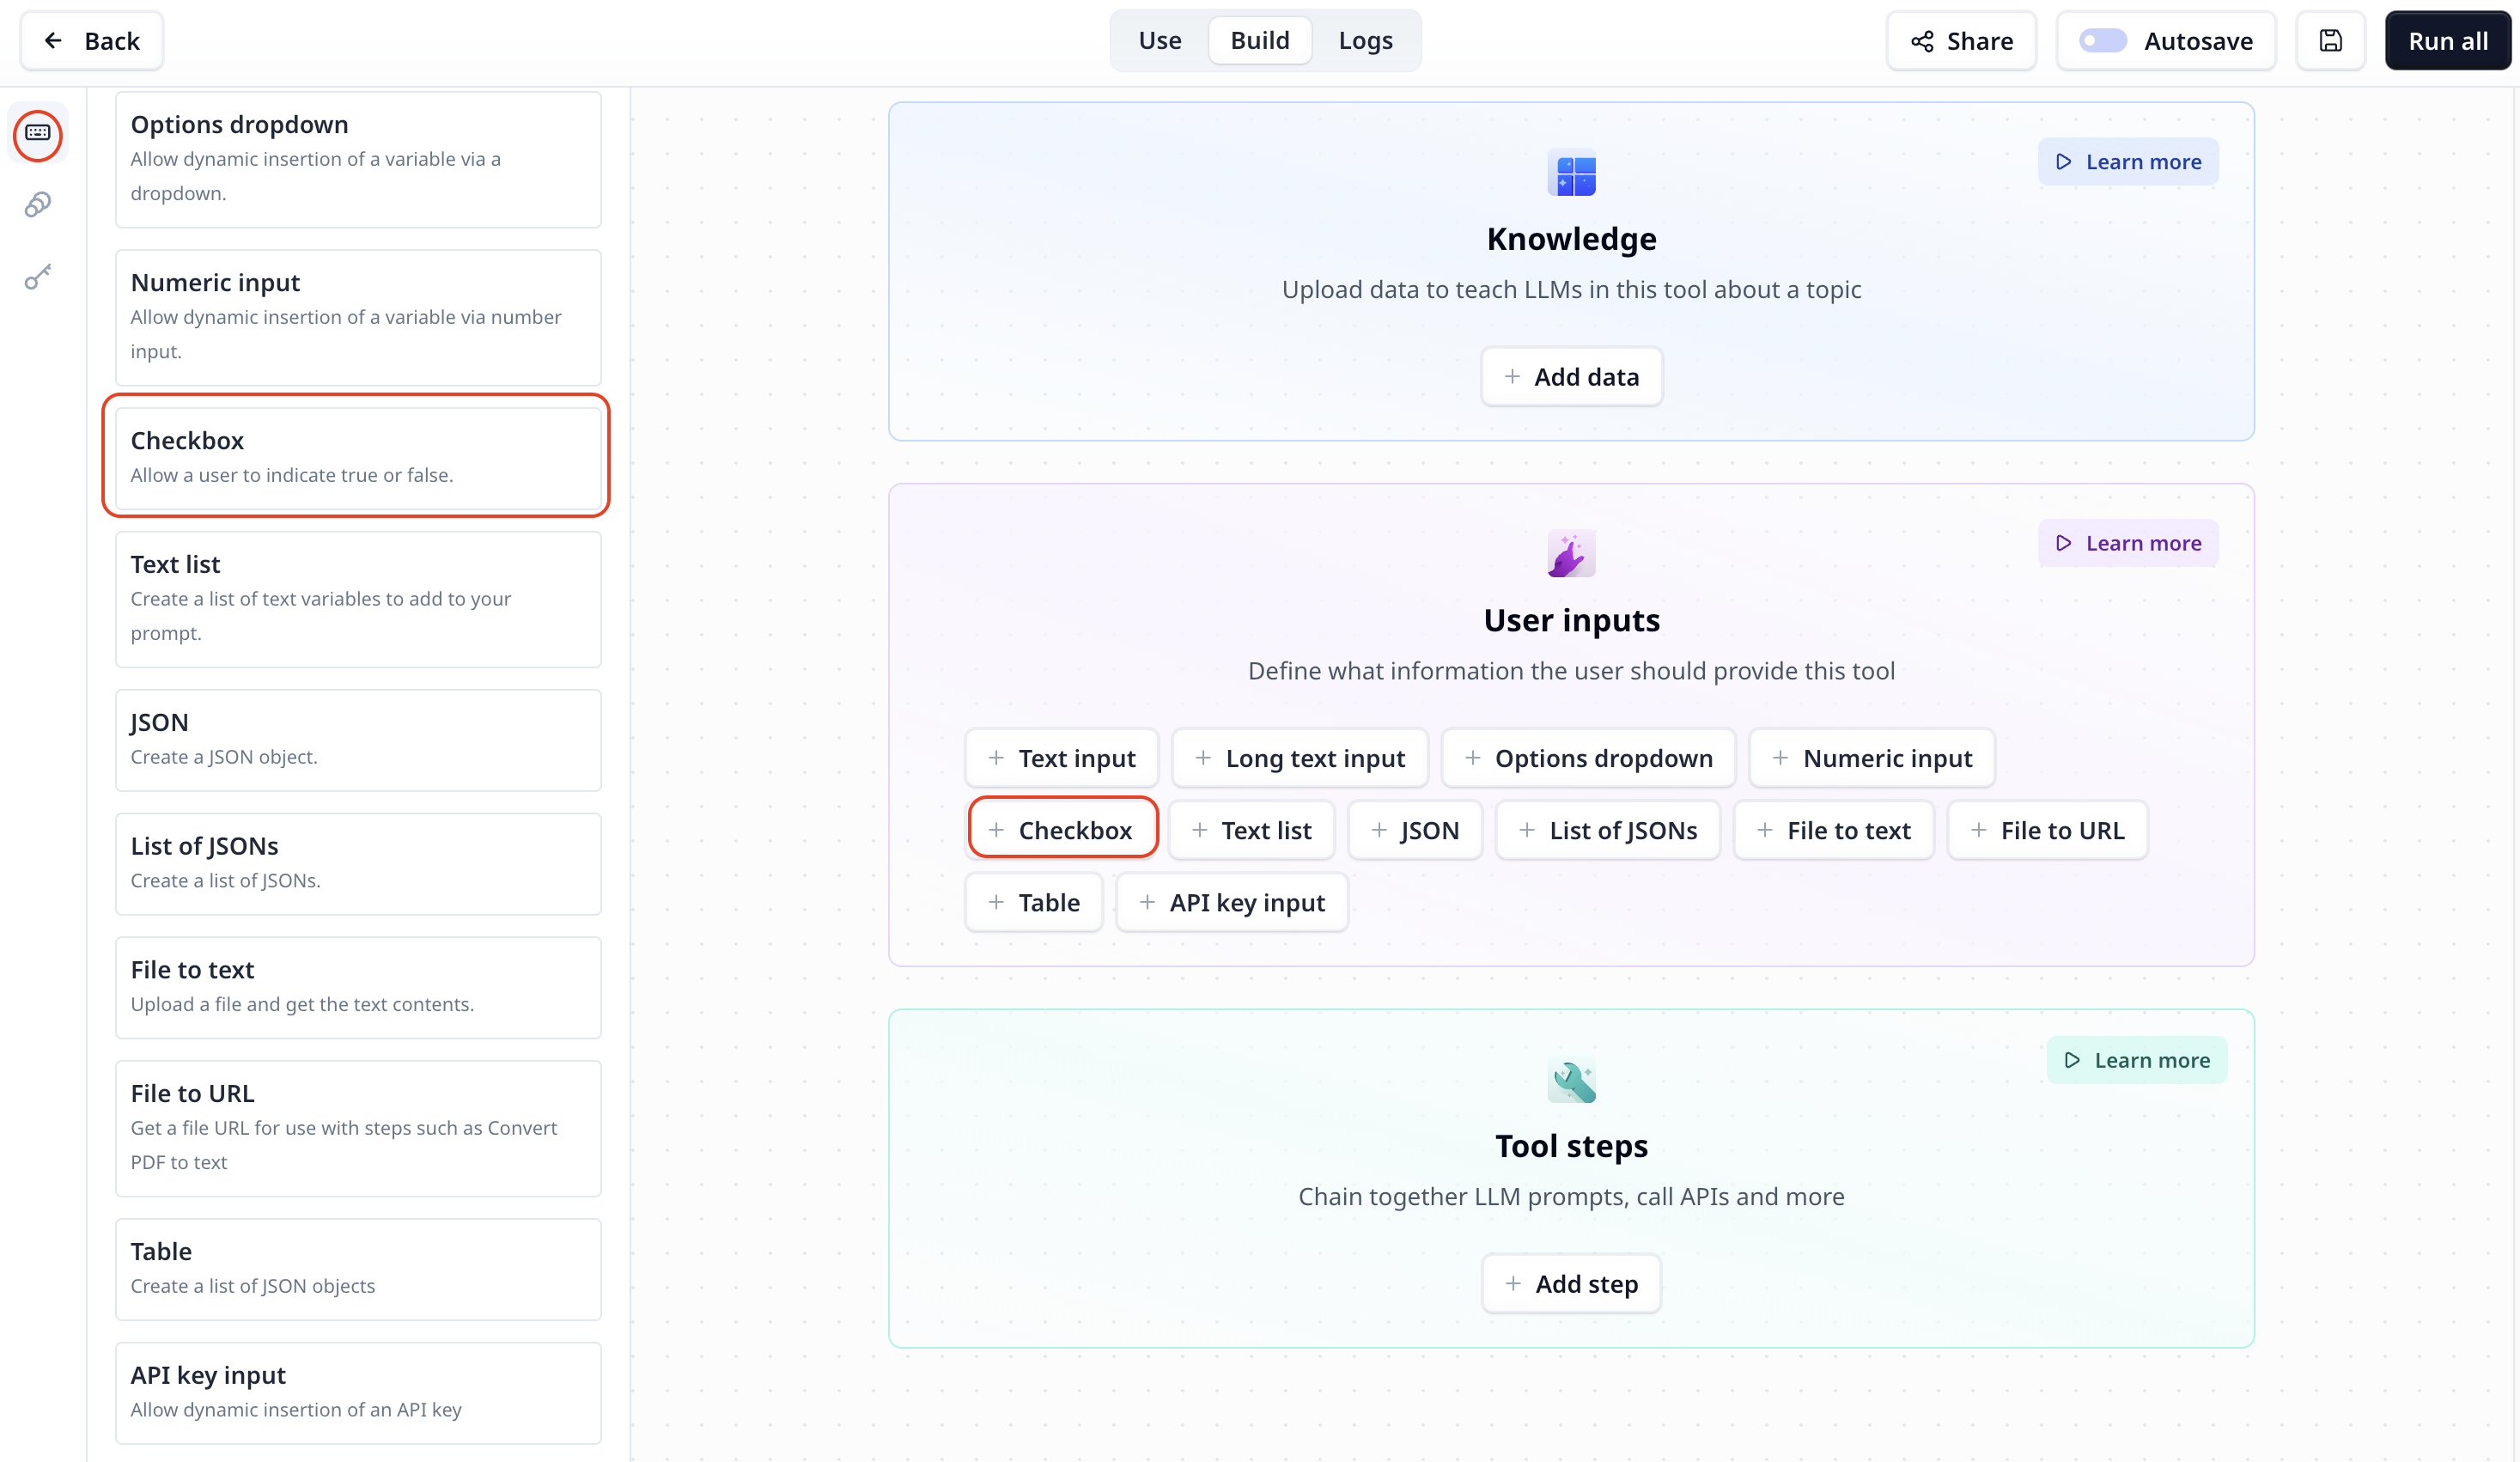 Back
Use
Build
Logs
Share
Autosave
Run all
Options dropdown
Allow dynamic insertion of a variable via a
dropdown.
Numeric input
Allow dynamic insertion of a variable via number
input.
Checkbox
Allow a user to indicate true or false.
Text list
Create a list of text variables to add to your
prompt.
JSON
Create a JSON object.
List of JSONs
Create a list of JSONs.
File to text
Upload a file and get the text contents.
File to URL
Get a file URL for use with steps such as Convert
PDF to text
Table
Create a list of JSON objects
API key input
Allow dynamic insertion of an API key
Learn more
Knowledge
Upload data to teach LLMs in this tool about a topic
Add data
Learn more
User inputs
Define what information the user should provide this tool
Text input
Long text input
Options dropdown
Numeric input
Checkbox
Text list
JSON
List of JSONs
File to text
File to URL
Table
API key input
Learn more
Tool steps
Chain together LLM prompts, call APIs and more
Add step